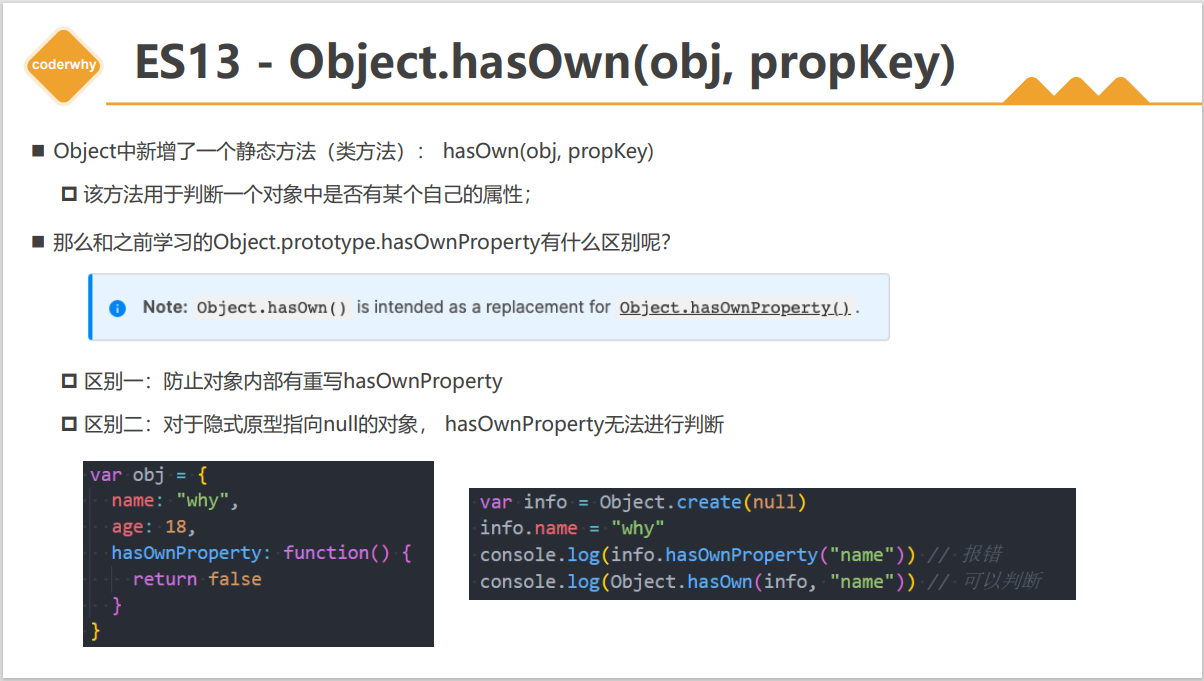 coderwhy
ES13 - Object.hasOwn(obj, propKey)
Object中新增了一个静态方法（类方法）： hasOwn(obj, propKey)
该方法用于判断一个对象中是否有某个自己的属性；
那么和之前学习的Object.prototype.hasOwnProperty有什么区别呢？
Note: Object.hasOwn() is intended as a replacement for Object.hasOwnProperty().
区别一：防止对象内部有重写hasOwnProperty
区别二：对于隐式原型指向null的对象， hasOwnProperty无法进行判断
var obj = {
  name: "why",
  age: 18,
  hasOwnProperty: function() {
    return false
  }
}
var info = Object.create(null)
info.name = "why"
console.log(info.hasOwnProperty("name")) // 报错
console.log(Object.hasOwn(info, "name")) // 可以判断